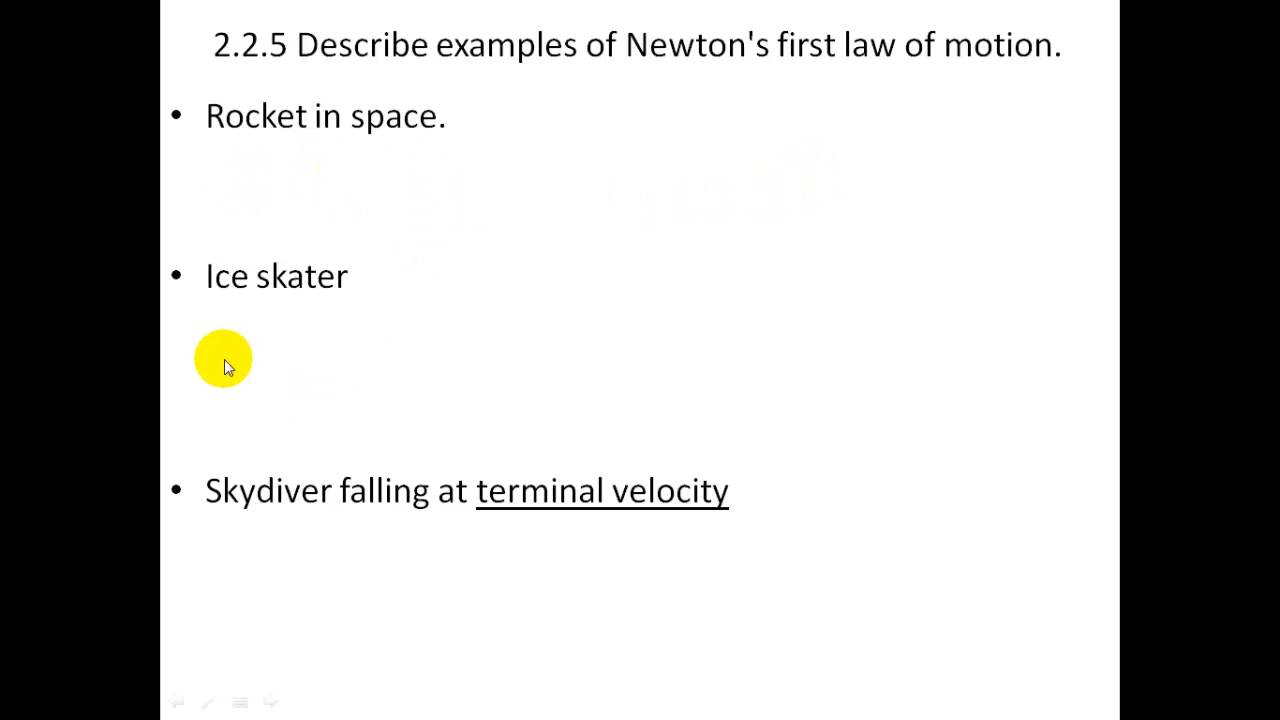 2.2.5 Describe examples of Newton's first law of motion.
• Rocket in space.
• Ice skater
• Skydiver falling at terminal velocity